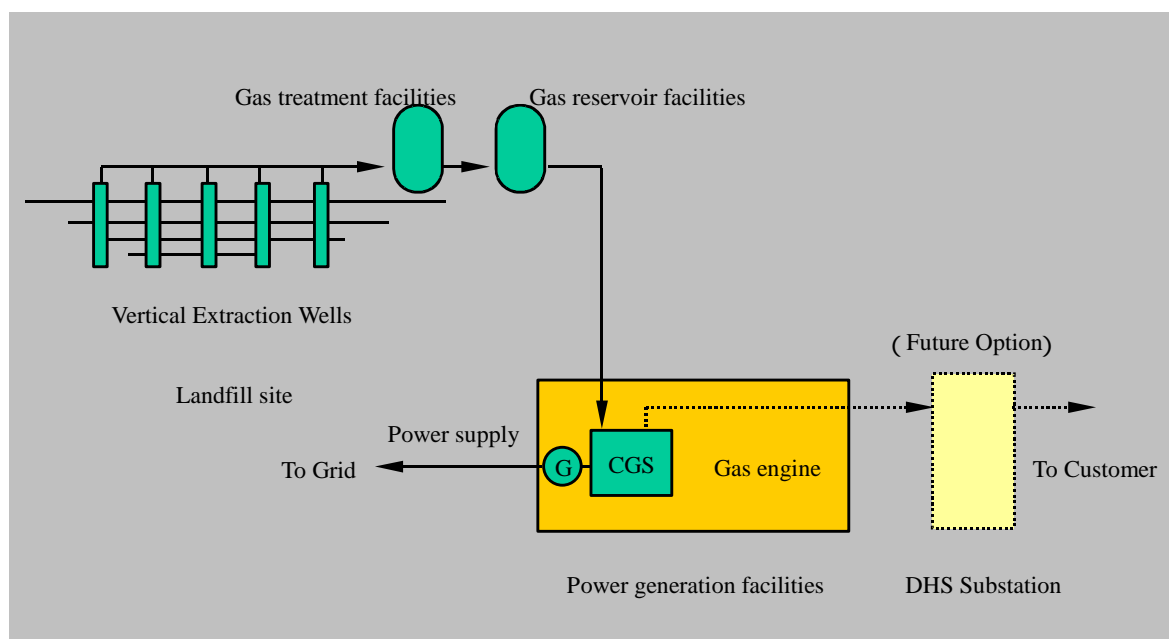 Gas treatment facilities
Gas reservoir facilities
Vertical Extraction Wells
(Future Option)
Landfill site
Power supply
To Grid
G
CGS
Gas engine
To Customer
Power generation facilities
DHS Substation